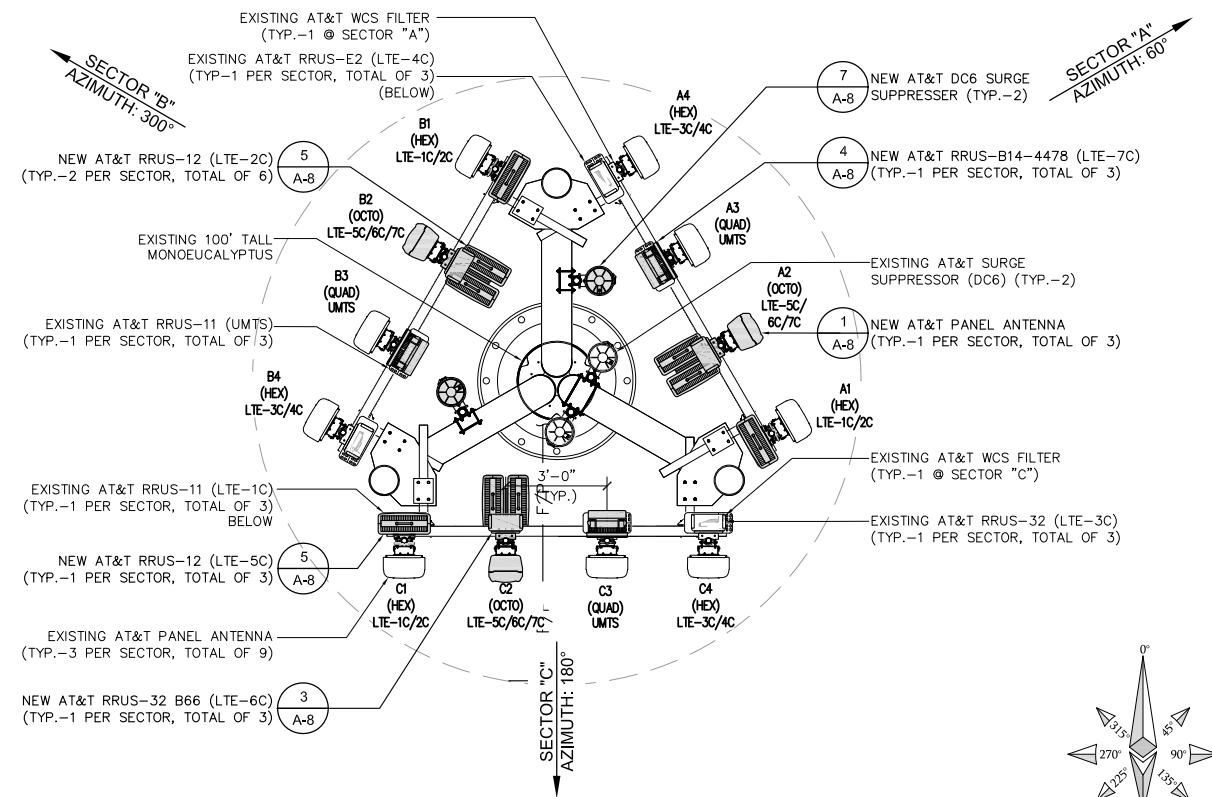 EXISTING AT&T WCS FILTER
(TYP.-1 @ SECTOR "A")
EXISTING AT&T RRUS-E2 (LTE-4C)
(TYP-1 PER SECTOR, TOTAL OF 3)
(BELOW)
SECTOR "B"
AZIMUTH: 300°
SECTOR "A"
AZIMUTH: 60°
7
A-8
NEW AT&T DC6 SURGE
SUPPRESSER (TYP.-2)
A4
(HEX)
LTE-3C/4C
B1
(HEX)
LTE-1C/2C
NEW AT&T RRUS-12 (LTE-2C)
(TYP.-2 PER SECTOR, TOTAL OF 6)
5
A-8
4
A-8
NEW AT&T RRUS-B14-4478 (LTE-7C)
(TYP.-1 PER SECTOR, TOTAL OF 3)
B2
(OCTO)
LTE-5C/6C/7C
A3
(QUAD)
UMTS
EXISTING 100' TALL
MONOEUCALYPTUS
EXISTING AT&T SURGE
SUPPRESSOR (DC6) (TYP.-2)
B3
(QUAD)
UMTS
A2
(OCTO)
LTE-5C/
6C/7C
EXISTING AT&T RRUS-11 (UMTS)
(TYP.-1 PER SECTOR, TOTAL OF 3)
1
A-8
NEW AT&T PANEL ANTENNA
(TYP.-1 PER SECTOR, TOTAL OF 3)
B4
(HEX)
LTE-3C/4C
A1
(HEX)
LTE-1C/2C
EXISTING AT&T WCS FILTER
(TYP.-1 @ SECTOR "C")
EXISTING AT&T RRUS-11 (LTE-1C)
(TYP.-1 PER SECTOR, TOTAL OF 3)
BELOW
3'-0"
(TYP.)
EXISTING AT&T RRUS-32 (LTE-3C)
(TYP.-1 PER SECTOR, TOTAL OF 3)
NEW AT&T RRUS-12 (LTE-5C)
(TYP.-1 PER SECTOR, TOTAL OF 3)
5
A-8
C1
(HEX)
LTE-1C/2C
C2
(OCTO)
LTE-5C/6C/7C
C3
(QUAD)
UMTS
C4
(HEX)
LTE-3C/4C
EXISTING AT&T PANEL ANTENNA
(TYP.-3 PER SECTOR, TOTAL OF 9)
NEW AT&T RRUS-32 B66 (LTE-6C)
(TYP.-1 PER SECTOR, TOTAL OF 3)
3
A-8
SECTOR "C"
AZIMUTH: 180°
0°
315°
45°
270°
90°
225°
135°